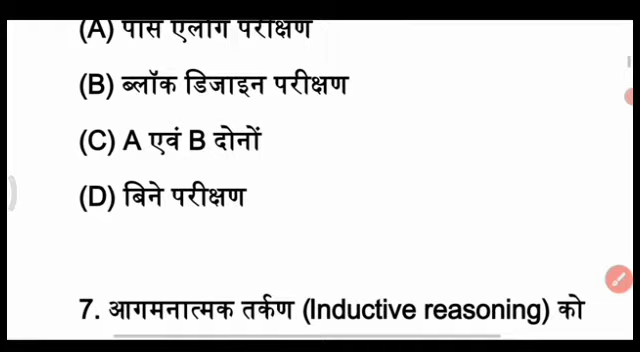 (A) पास एलांग परीक्षण
(B) ब्लॉक डिजाइन परीक्षण
(C) A एवं B दोनों
(D) बिने परीक्षण
7. आगमनात्मक तर्कण (Inductive reasoning) को